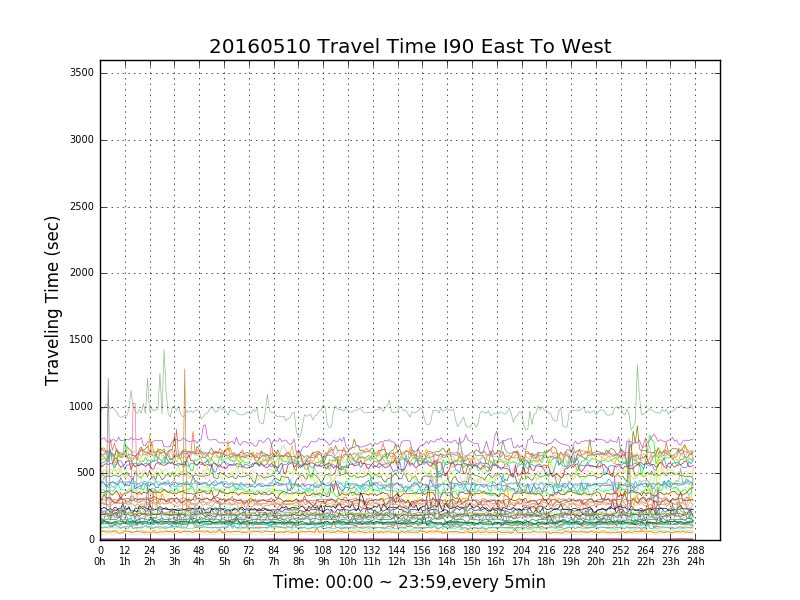 20160510 Travel Time I90 East To West
3500
3000
2500
2000
1500
1000
500
0
Traveling Time (sec)
0 12 24 36 48 60 72 84 96 108 120 132 144 156 168 180 192 204 216 228 240 252 264 276 288
0h 1h 2h 3h 4h 5h 6h 7h 8h 9h 10h 11h 12h 13h 14h 15h 16h 17h 18h 19h 20h 21h 22h 23h 24h
Time: 00:00 ~ 23:59,every 5min